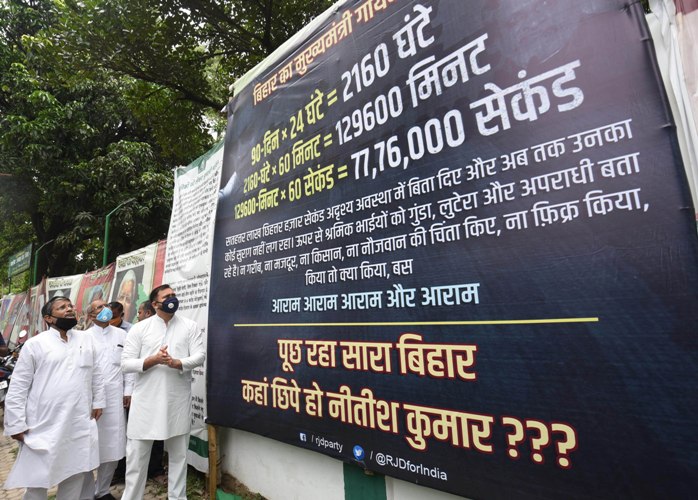 बिहार का मुख्यमंत्री
90-दिन × 24 घंटे = 2160 घंटे
2160-घंटे × 60 मिनट = 129600 मिनट
129600-मिनट × 60 सेकंड = 77,76,000 सेकंड
सतहत्तर लाख छिहत्तर हज़ार सेकंड अदृश्य अवस्था में बिता दिए और अब तक उनका
कोई सुराग नहीं लग रहा। ऊपर से श्रमिक भाईयों को गुंडा, लुटेरा और अपराधी बता
रहे है। न गरीब, ना मजदूर, ना किसान, ना नौजवान की चिंता किए, ना फ़िक्र किया,
किया तो क्या किया, बस
आराम आराम आराम और आराम
पूछ रहा सारा बिहार
कहां छिपे हो नीतीश कुमार ???
f / rjdparty / @RJDforIndia